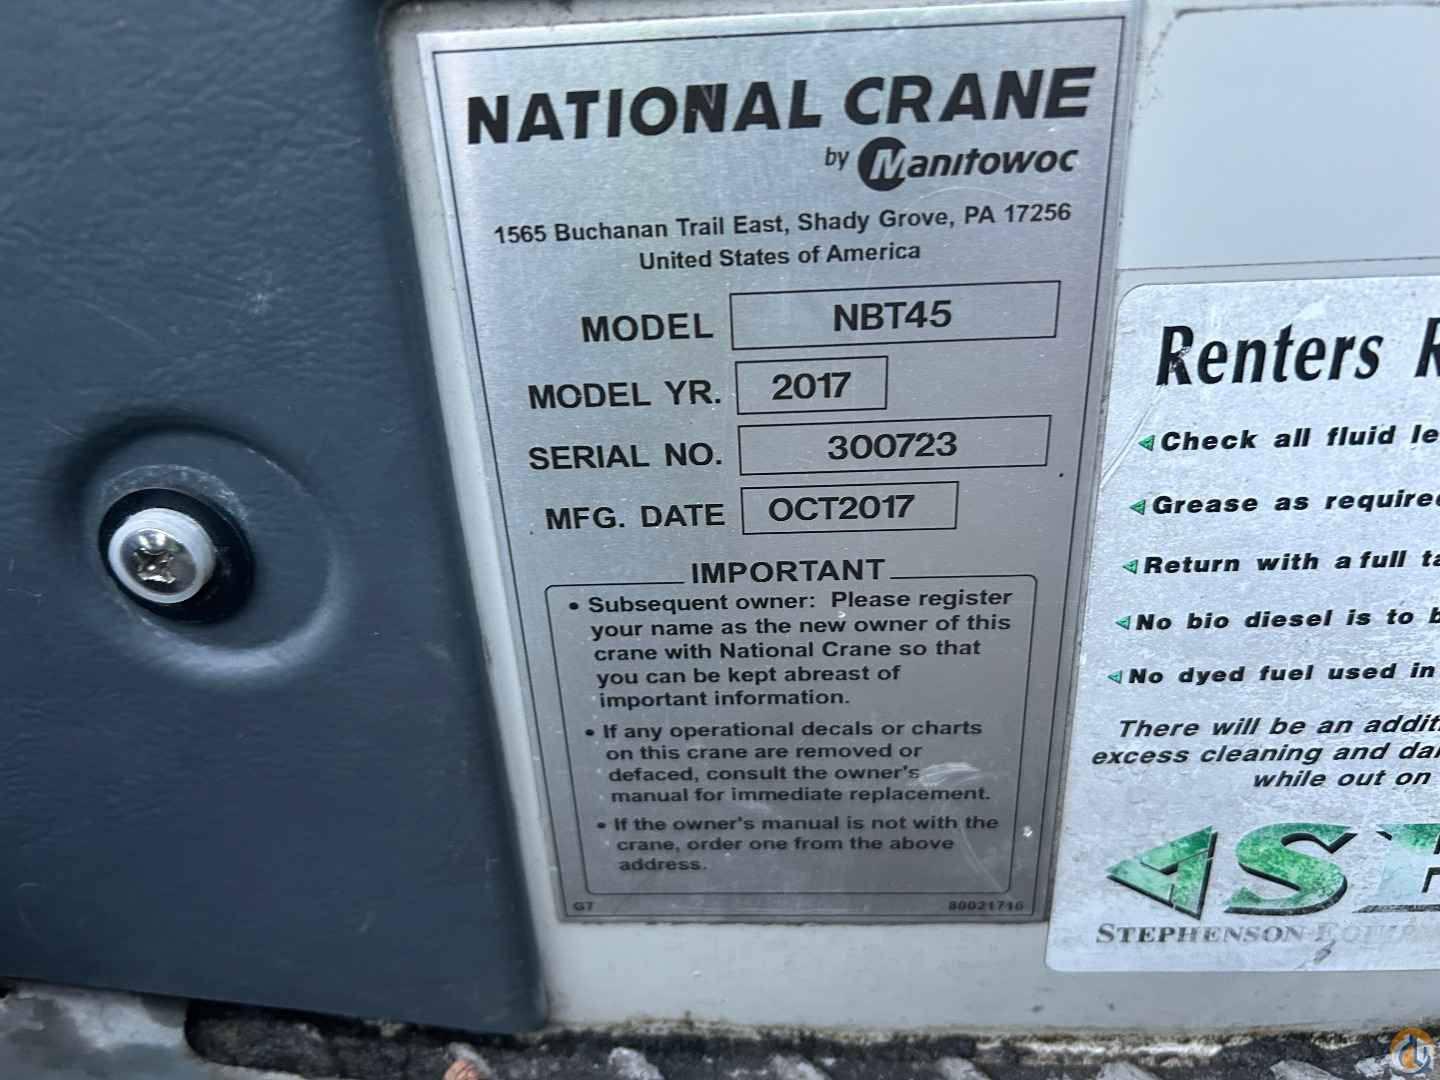 NATIONAL CRANE
by Manitowoc
1565 Buchanan Trail East, Shady Grove, PA 17256
United States of America
MODEL NBT45
MODEL YR. 2017
SERIAL NO. 300723
MFG. DATE OCT2017
IMPORTANT
• Subsequent owner: Please register
your name as the new owner of this
crane with National Crane so that
you can be kept abreast of
important information.
• If any operational decals or charts
on this crane are removed or
defaced, consult the owner's
manual for immediate replacement.
• If the owner's manual is not with the
crane, order one from the above
address.
G7 80021716
Renters
Check all fluid
Grease as
Return with a full
No bio diesel is to
No dyed fuel used in
There will be an
excess cleaning and
while out on
STEPHENSON